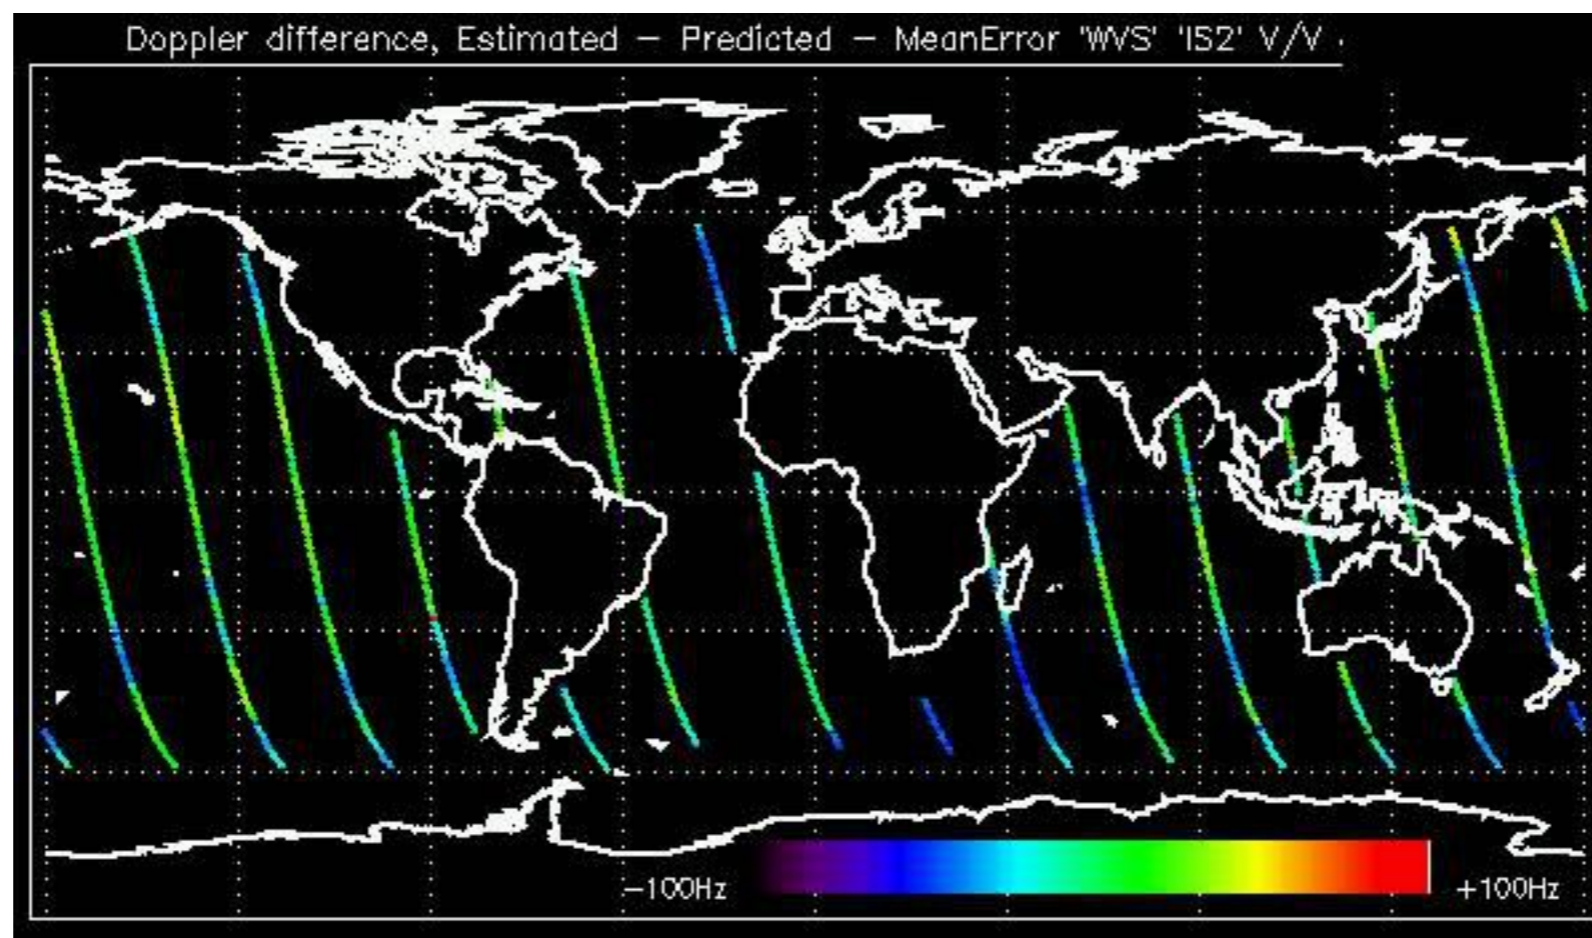 Doppler difference, Estimated – Predicted – MeanError 'WVS' 'IS2' V/V
–100Hz
+100Hz